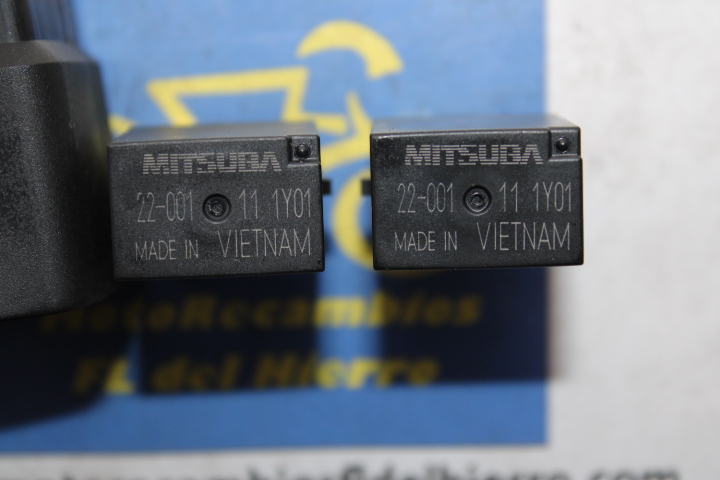 MITSUBA
22-001 11 1Y01
MADE IN VIETNAM
MITSUBA
22-001 11 1Y01
MADE IN VIETNAM
MotoRecambios
FL del Hierro